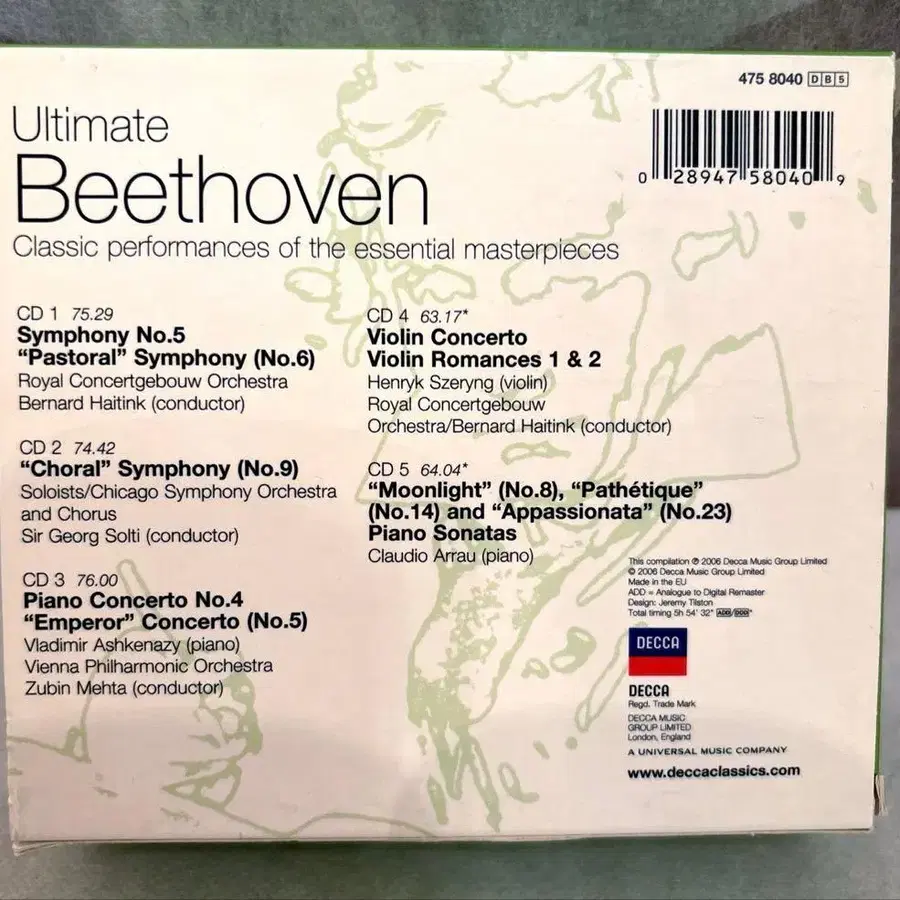 475 8040 DB5
0 28947 58040 9
Ultimate
Beethoven
Classic performances of the essential masterpieces
CD 1 75.29
Symphony No.5
“Pastoral” Symphony (No.6)
Royal Concertgebouw Orchestra
Bernard Haitink (conductor)
CD 2 74.42
“Choral” Symphony (No.9)
Soloists/Chicago Symphony Orchestra
and Chorus
Sir Georg Solti (conductor)
CD 3 76.00
Piano Concerto No.4
“Emperor” Concerto (No.5)
Vladimir Ashkenazy (piano)
Vienna Philharmonic Orchestra
Zubin Mehta (conductor)
CD 4 63.17*
Violin Concerto
Violin Romances 1 & 2
Henryk Szeryng (violin)
Royal Concertgebouw
Orchestra/Bernard Haitink (conductor)
CD 5 64.04*
“Moonlight” (No.8), “Pathétique”
(No.14) and “Appassionata” (No.23)
Piano Sonatas
Claudio Arrau (piano)
This compilation ℗ 2006 Decca Music Group Limited
© 2006 Decca Music Group Limited
Made in the EU
ADD = Analogue to Digital Remaster
Design: Jeremy Tilston
Total timing 5h 54' 32" ADD/DDD*
DECCA
DECCA
Regd. Trade Mark
DECCA MUSIC
GROUP LIMITED
London, England
A UNIVERSAL MUSIC COMPANY
www.deccaclassics.com